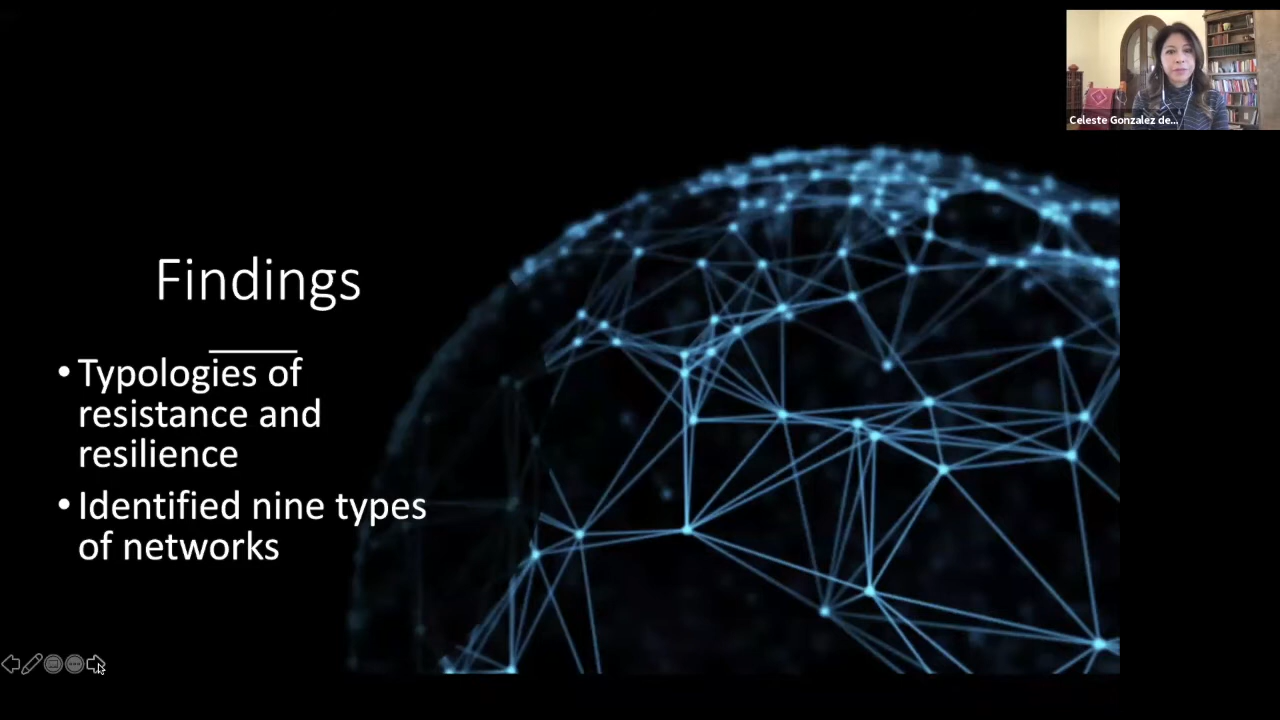 Celeste Gonzalez de...
Findings
• Typologies of
resistance and
resilience
• Identified nine types
of networks